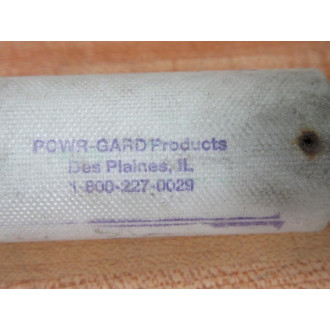 POWR-GARD Products
Des Plaines, IL
1-800-227-0029